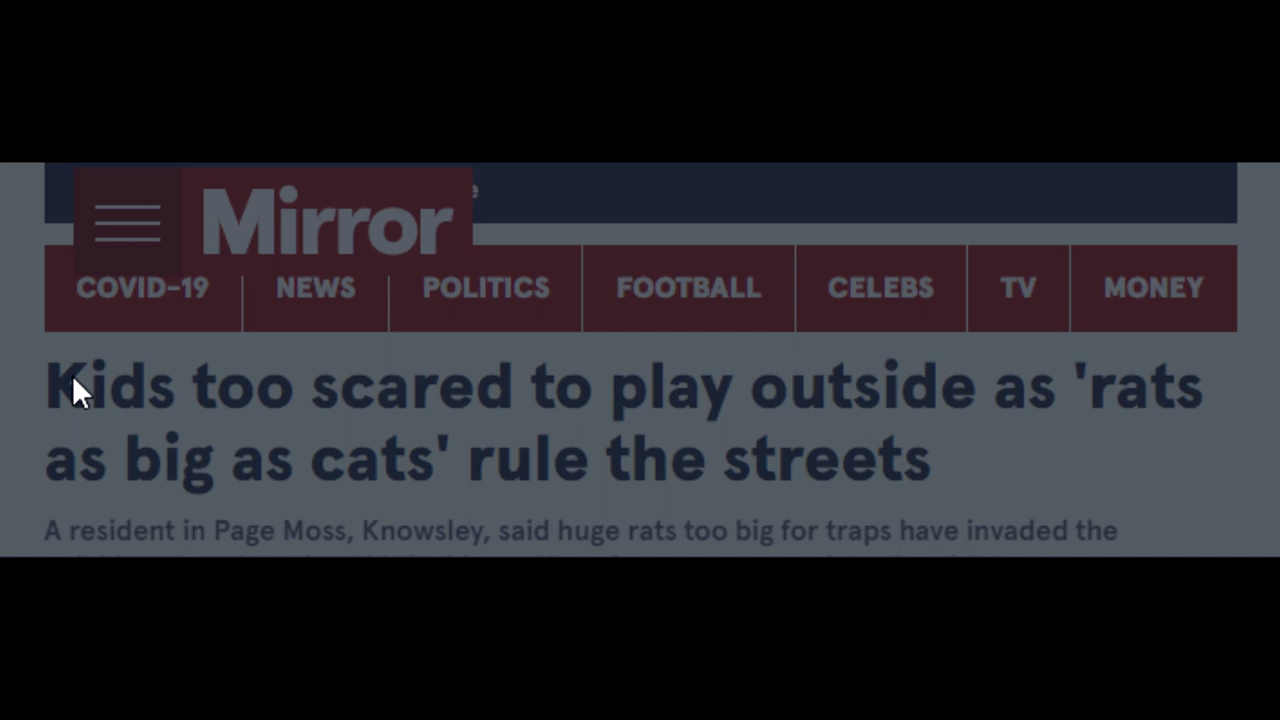 Mirror
COVID-19 NEWS POLITICS FOOTBALL CELEBS TV MONEY
Kids too scared to play outside as 'rats
as big as cats' rule the streets
A resident in Page Moss, Knowsley, said huge rats too big for traps have invaded the